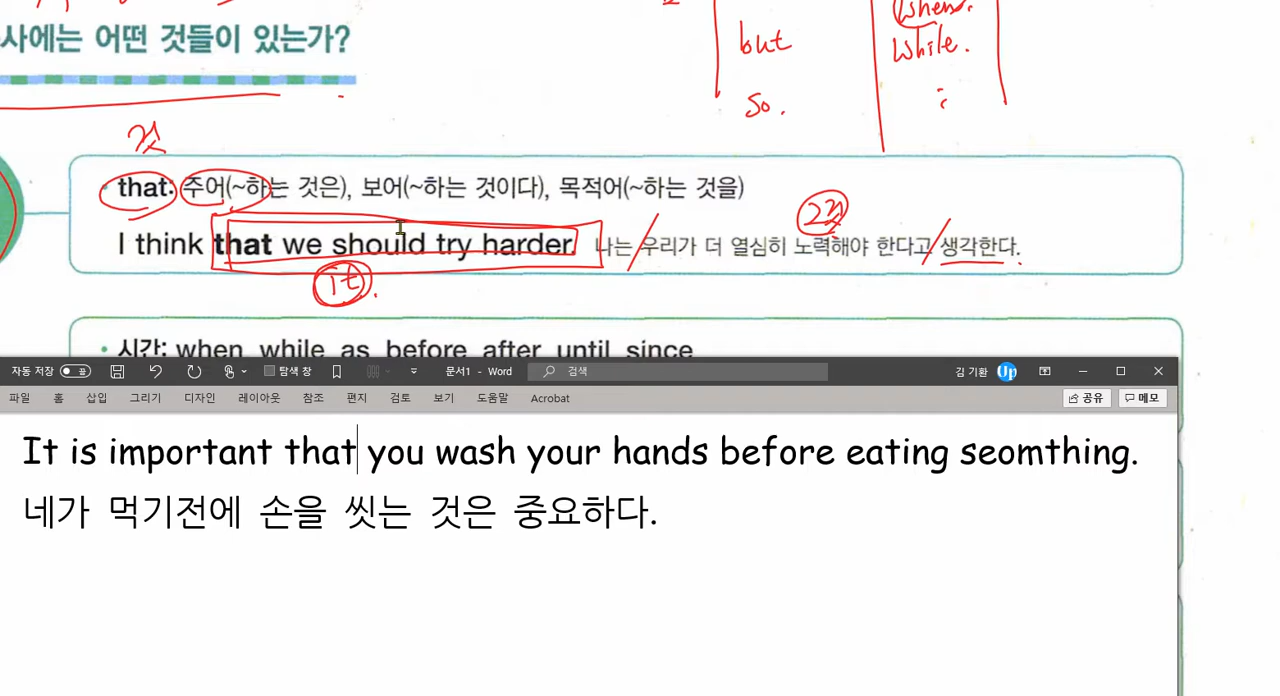 when.
but
while.
사에는 어떤 것들이 있는가?
so.
것
that: 주어(~하는 것은), 보어(~하는 것이다), 목적어(~하는 것을)
I think that we should try harder. 나는 우리가 더 열심히 노력해야 한다고 생각한다.
it
• 시간: when, while, as, before, after, until, since
자동 저장 문서1 - Word 검색 김 기환
파일 홈 삽입 그리기 디자인 레이아웃 참조 편지 검토 보기 도움말 Acrobat 공유 메모
탐색 창
It is important that you wash your hands before eating seomthing.
네가 먹기전에 손을 씻는 것은 중요하다.